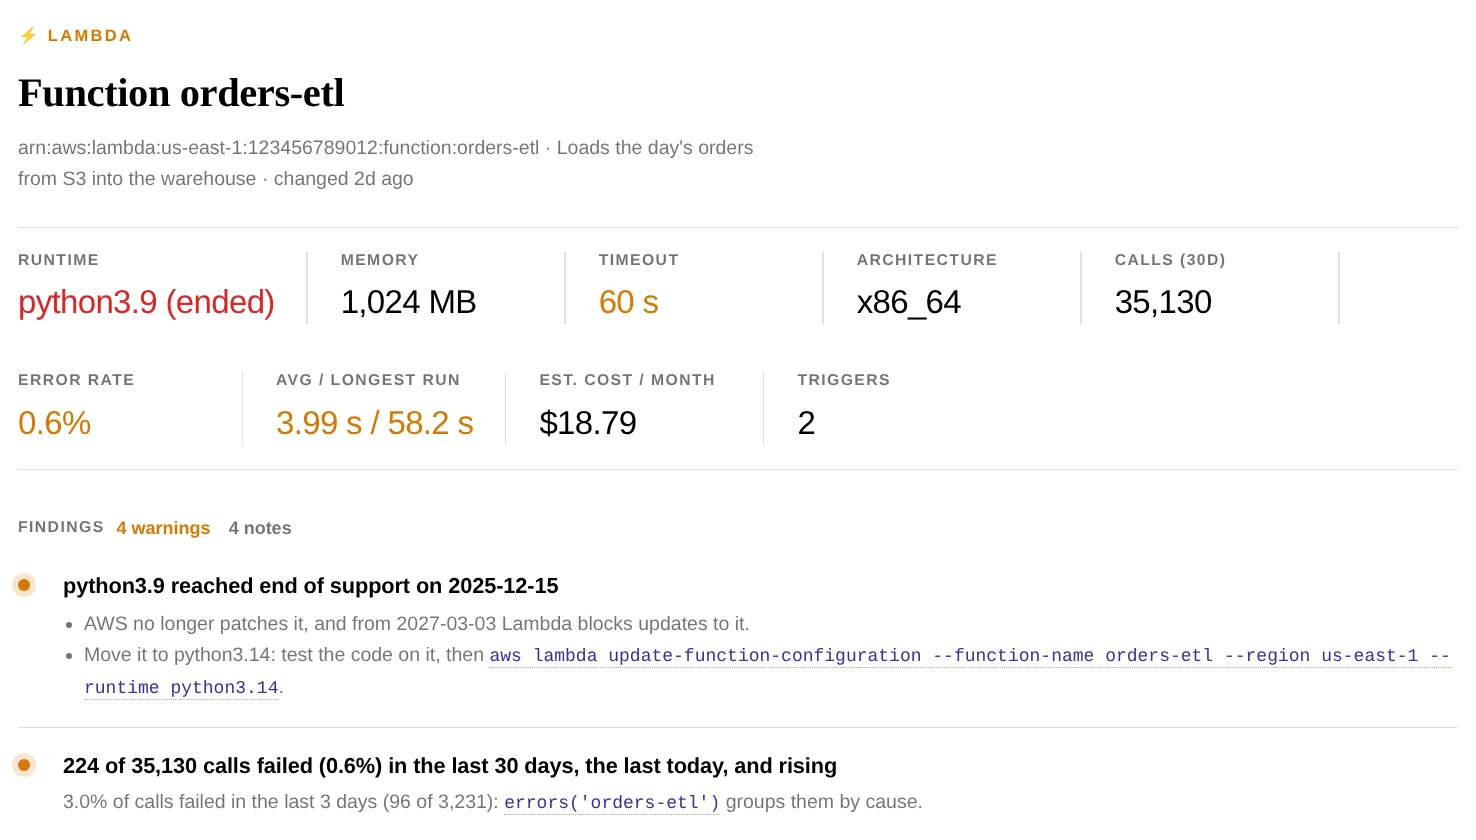 ⚡ LAMBDA
Function orders-etl
arn:aws:lambda:us-east-1:123456789012:function:orders-etl · Loads the day's orders
from S3 into the warehouse · changed 2d ago
RUNTIME MEMORY TIMEOUT ARCHITECTURE CALLS (30D)
python3.9 (ended) 1,024 MB 60 s x86_64 35,130
ERROR RATE AVG / LONGEST RUN EST. COST / MONTH TRIGGERS
0.6% 3.99 s / 58.2 s $18.79 2
FINDINGS 4 warnings 4 notes
python3.9 reached end of support on 2025-12-15
• AWS no longer patches it, and from 2027-03-03 Lambda blocks updates to it.
• Move it to python3.14: test the code on it, then aws lambda update-function-configuration --function-name orders-etl --region us-east-1 --
runtime python3.14.
224 of 35,130 calls failed (0.6%) in the last 30 days, the last today, and rising
3.0% of calls failed in the last 3 days (96 of 3,231): errors('orders-etl') groups them by cause.